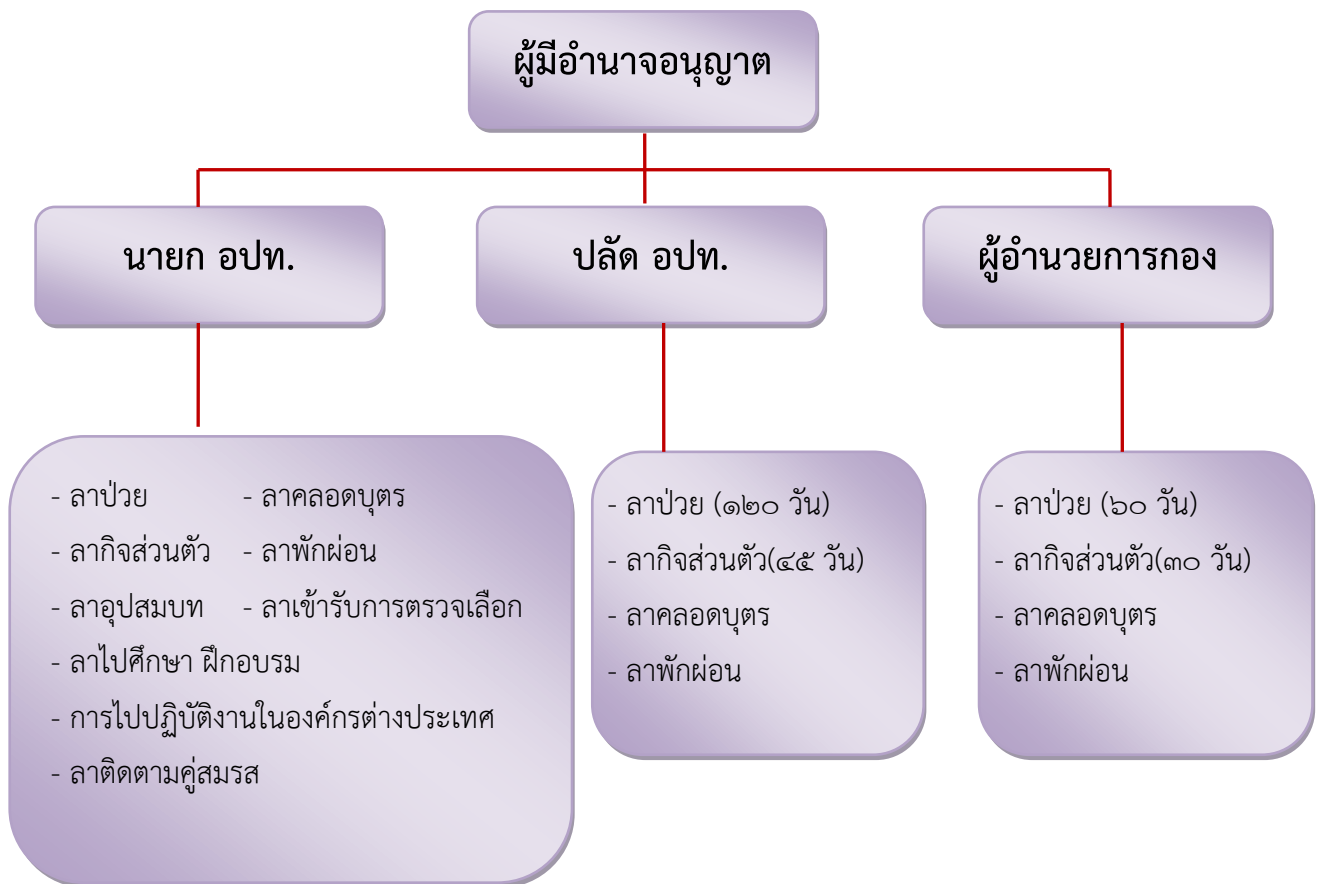 ผู้มีอำนาจอนุญาต
นายก อปท.
ปลัด อปท.
ผู้อำนวยการกอง
- ลาป่วย - ลาคลอดบุตร
- ลากิจส่วนตัว - ลาพักผ่อน
- ลาอุปสมบท - ลาเข้ารับการตรวจเลือก
- ลาไปศึกษา ฝึกอบรม
- การไปปฏิบัติงานในองค์กรต่างประเทศ
- ลาติดตามคู่สมรส
- ลาป่วย (๑๒๐ วัน)
- ลากิจส่วนตัว(๔๕ วัน)
- ลาคลอดบุตร
- ลาพักผ่อน
- ลาป่วย (๖๐ วัน)
- ลากิจส่วนตัว(๓๐ วัน)
- ลาคลอดบุตร
- ลาพักผ่อน